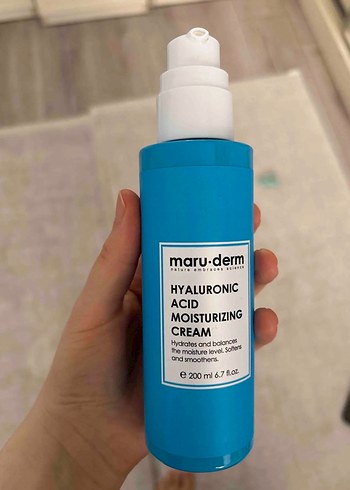 maru·derm
nature embraces science
HYALURONIC
ACID
MOISTURIZING
CREAM
Hydrates and balances
the moisture level. Softens
and smoothens.
℮ 200 ml 6.7 fl.oz.